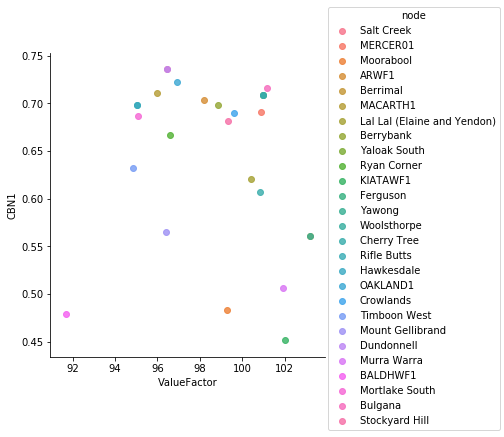 node
Salt Creek
MERCER01
Moorabool
ARWF1
Berrimal
MACARTH1
Lal Lal (Elaine and Yendon)
Berrybank
Yaloak South
Ryan Corner
KIATAWF1
Ferguson
Yawong
Woolsthorpe
Cherry Tree
Rifle Butts
Hawkesdale
OAKLAND1
Crowlands
Timboon West
Mount Gellibrand
Dundonnell
Murra Warra
BALDHWF1
Mortlake South
Bulgana
Stockyard Hill
0.75
0.70
0.65
0.60
0.55
0.50
0.45
CBN1
92 94 96 98 100 102
ValueFactor